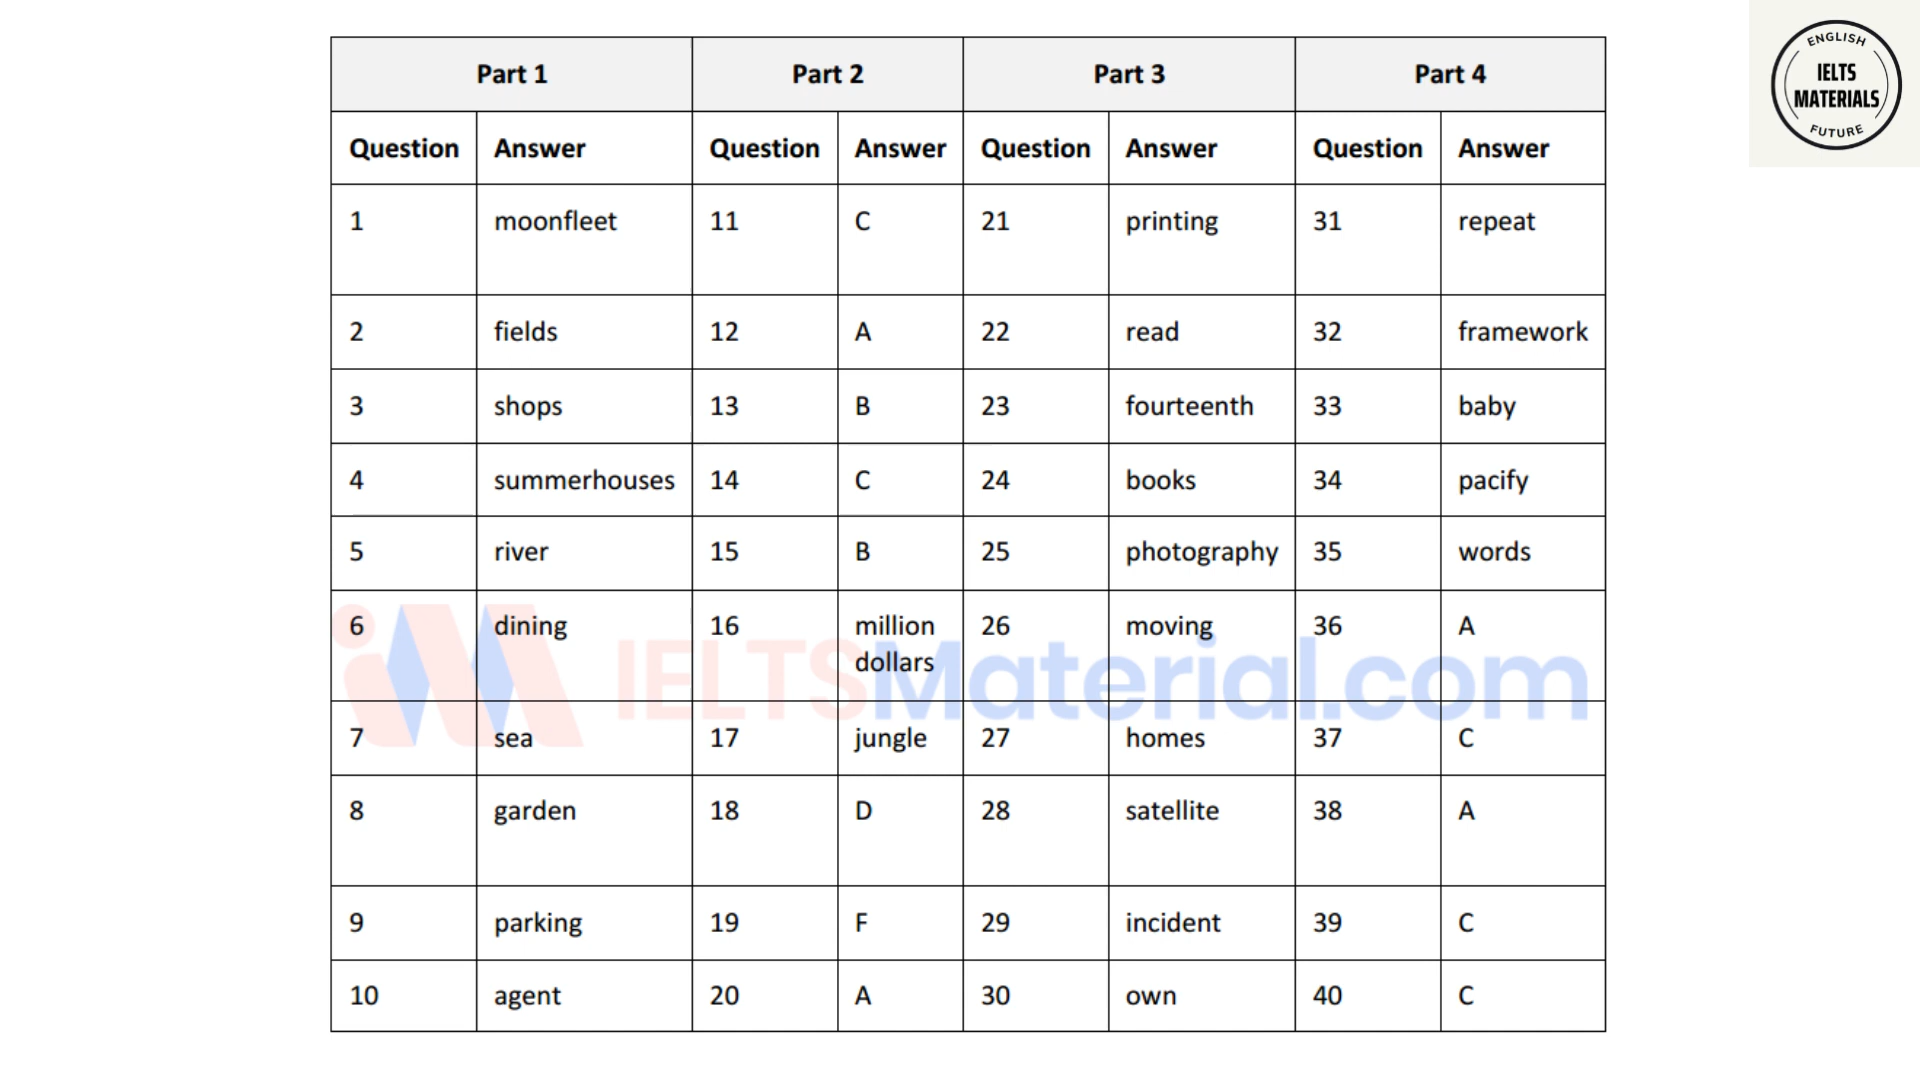 Part 1 Part 2 Part 3 Part 4
Question Answer Question Answer Question Answer Question Answer
1 moonfleet 11 C 21 printing 31 repeat
2 fields 12 A 22 read 32 framework
3 shops 13 B 23 fourteenth 33 baby
4 summerhouses 14 C 24 books 34 pacify
5 river 15 B 25 photography 35 words
6 dining 16 million 26 moving 36 A
dollars
7 sea 17 jungle 27 homes 37 C
8 garden 18 D 28 satellite 38 A
9 parking 19 F 29 incident 39 C
10 agent 20 A 30 own 40 C
IELTSMaterial.com
ENGLISH
IELTS
MATERIALS
FUTURE